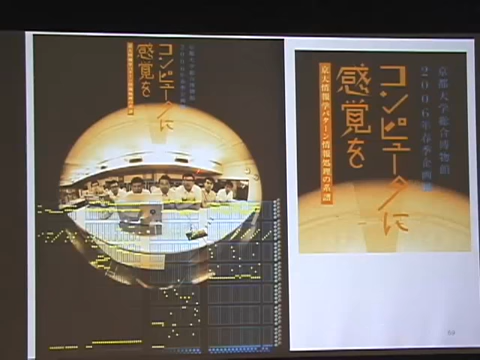 コンピュータに
感覚を
京都大学総合博物館
2006年春季企画展
コンピュータに
感覚を
京大情報学パターン情報処理の系譜